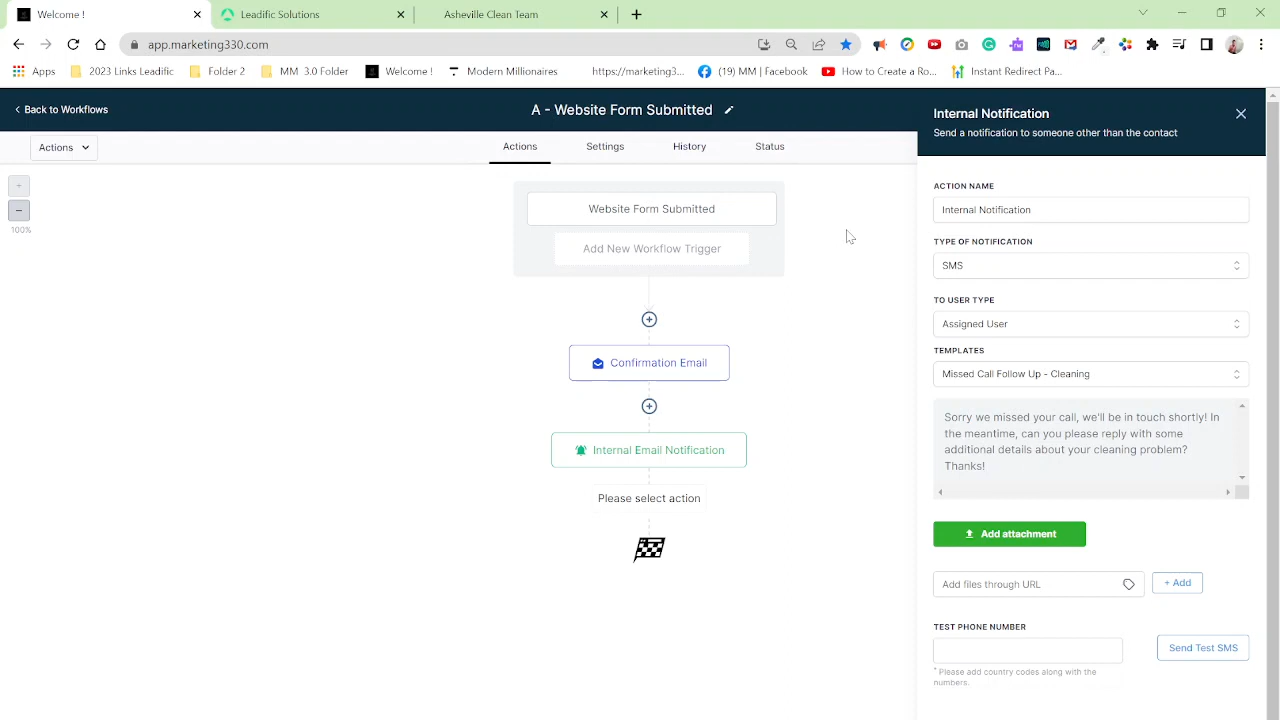 Welcome !
Leadific Solutions
Asheville Clean Team
app.marketing330.com
Apps
2023 Link Leadific
Folder 2
MM 3.0 Folder
Welcome !
Modern Millionaires
https://marketing3...
(19) MM | Facebook
How to Create a Ro...
Instant Redirect Pa...
Back to Workflows
A - Website Form Submitted
Actions
Actions
Settings
History
Status
100%
Website Form Submitted
Add New Workflow Trigger
Confirmation Email
Internal Email Notification
Please select action
Internal Notification
Send a notification to someone other than the contact
ACTION NAME
Internal Notification
TYPE OF NOTIFICATION
SMS
TO USER TYPE
Assigned User
TEMPLATES
Missed Call Follow Up - Cleaning
Sorry we missed your call, we'll be in touch shortly! In
the meantime, can you please reply with some
additional details about your cleaning problem?
Thanks!
Add attachment
Add files through URL
+ Add
TEST PHONE NUMBER
Send Test SMS
* Please add country codes along with the
numbers.